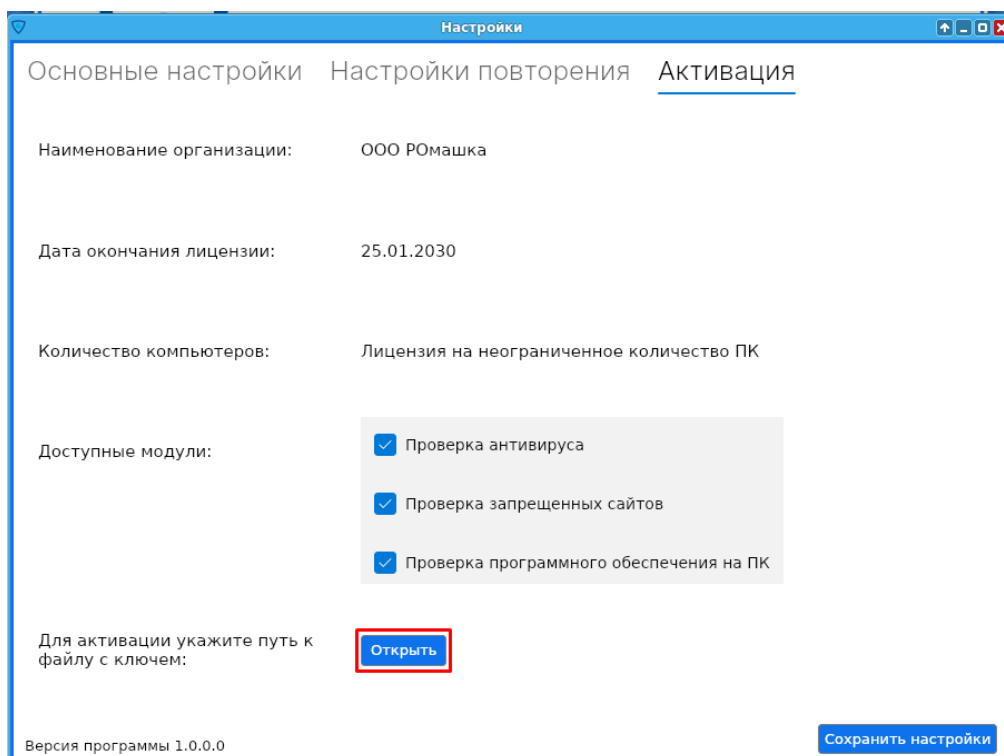 Настройки
Основные настройки Настройки повторения Активация
Наименование организации: ООО РОмашка
Дата окончания лицензии: 25.01.2030
Количество компьютеров: Лицензия на неограниченное количество ПК
Доступные модули:
Проверка антивируса
Проверка запрещенных сайтов
Проверка программного обеспечения на ПК
Для активации укажите путь к
файлу с ключем:
Открыть
Версия программы 1.0.0.0
Сохранить настройки